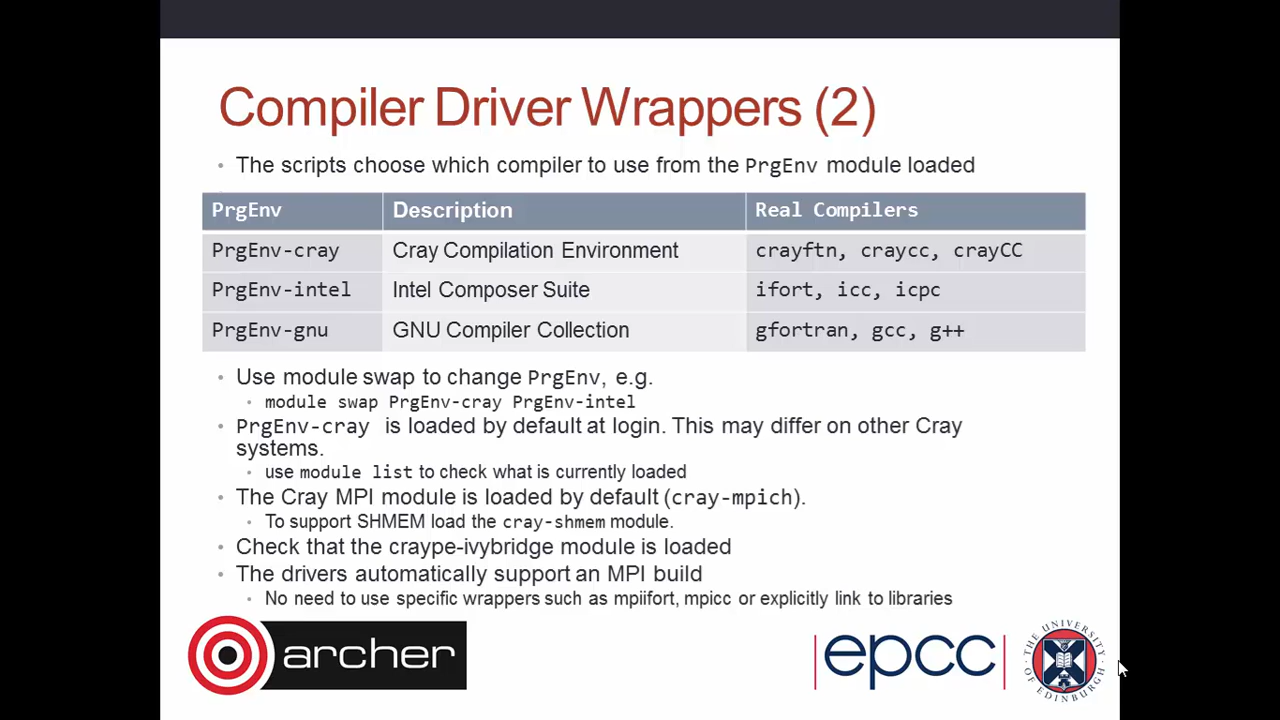 Compiler Driver Wrappers (2)
• The scripts choose which compiler to use from the PrgEnv module loaded
PrgEnv Description Real Compilers
PrgEnv-cray Cray Compilation Environment crayftn, craycc, crayCC
PrgEnv-intel Intel Composer Suite ifort, icc, icpc
PrgEnv-gnu GNU Compiler Collection gfortran, gcc, g++
• Use module swap to change PrgEnv, e.g.
• module swap PrgEnv-cray PrgEnv-intel
• PrgEnv-cray is loaded by default at login. This may differ on other Cray
systems.
• use module list to check what is currently loaded
• The Cray MPI module is loaded by default (cray-mpich).
• To support SHMEM load the cray-shmem module.
• Check that the craype-ivybridge module is loaded
• The drivers automatically support an MPI build
• No need to use specific wrappers such as mpiifort, mpicc or explicitly link to libraries
archer
epcc
THE UNIVERSITY
OF EDINBURGH